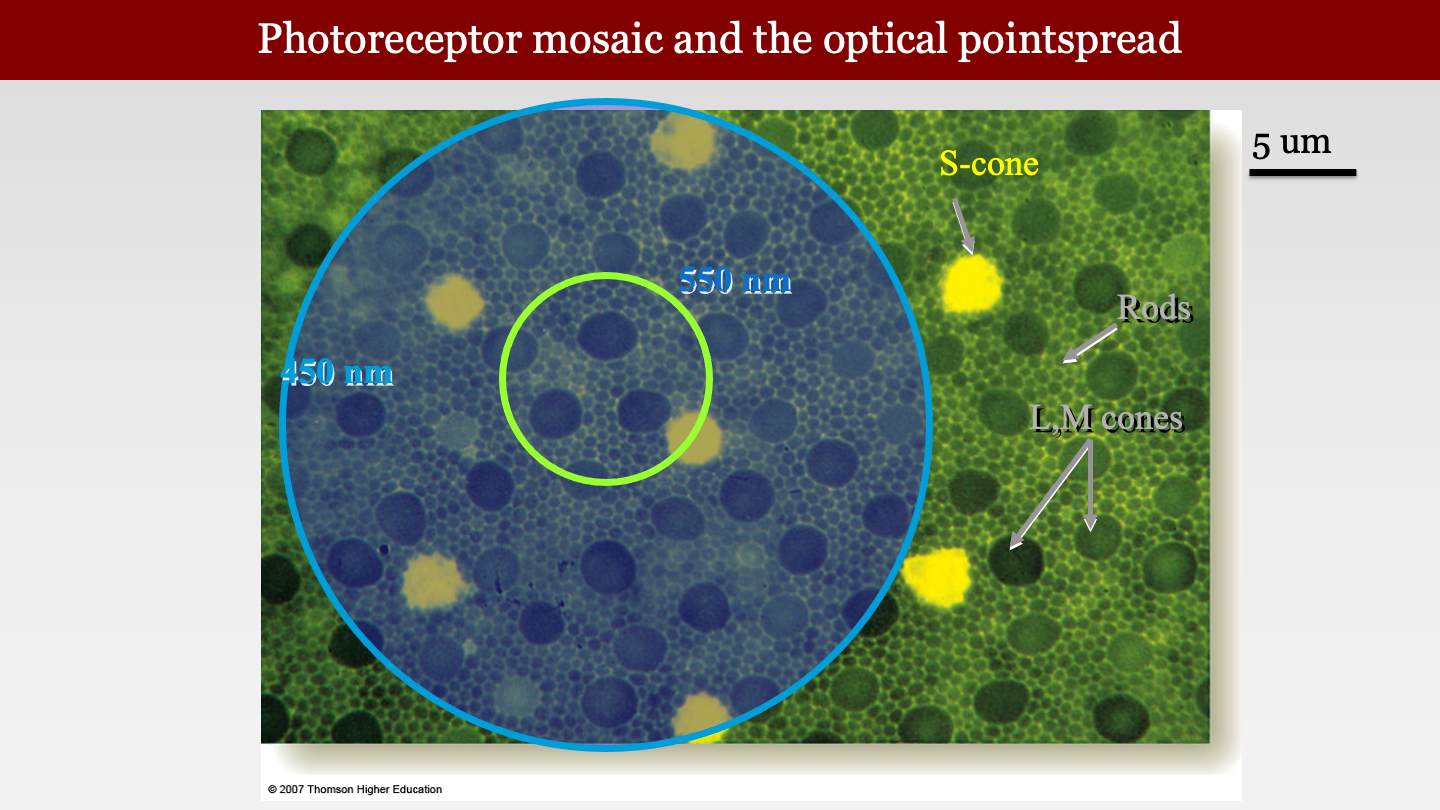 Photoreceptor mosaic and the optical pointspread
5 um
S-cone
550 nm
Rods
450 nm
L,M cones
© 2007 Thomson Higher Education